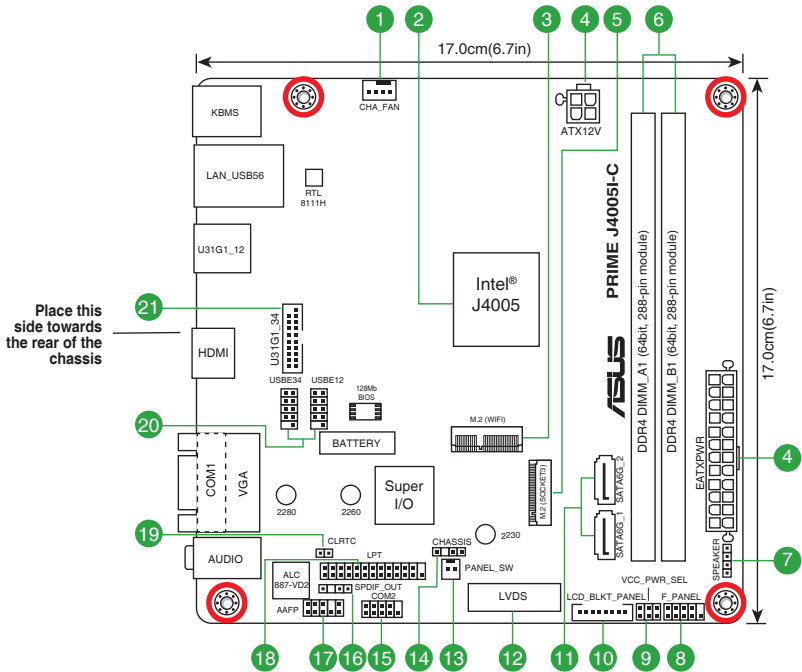 1
2
3
4
5
6
17.0cm(6.7in)
KBMS
CHA_FAN
ATX12V
LAN_USB56
RTL
8111H
U31G1_12
Intel®
J4005
PRIME J4005I-C
ASUS
DDR4 DIMM_A1 (64bit, 288-pin module)
DDR4 DIMM_B1 (64bit, 288-pin module)
17.0cm(6.7in)
Place this
side towards
the rear of the
chassis
21
U31G1_34
HDMI
USBE34
USBE12
128Mb
BIOS
M.2 (WIFI)
20
BATTERY
EATXPWR
4
COM1
VGA
Super
I/O
M.2 (SOCKET3)
SATA6G_2
SATA6G_1
2280
2260
2230
19
CLRTC
CHASSIS
AUDIO
LPT
PANEL_SW
SPEAKER
7
ALC
887-VD2
SPDIF_OUT
COM2
AAFP
LVDS
VCC_PWR_SEL
LCD_BLKT_PANEL
F_PANEL
18
17
16
15
14
13
12
11
10
9
8